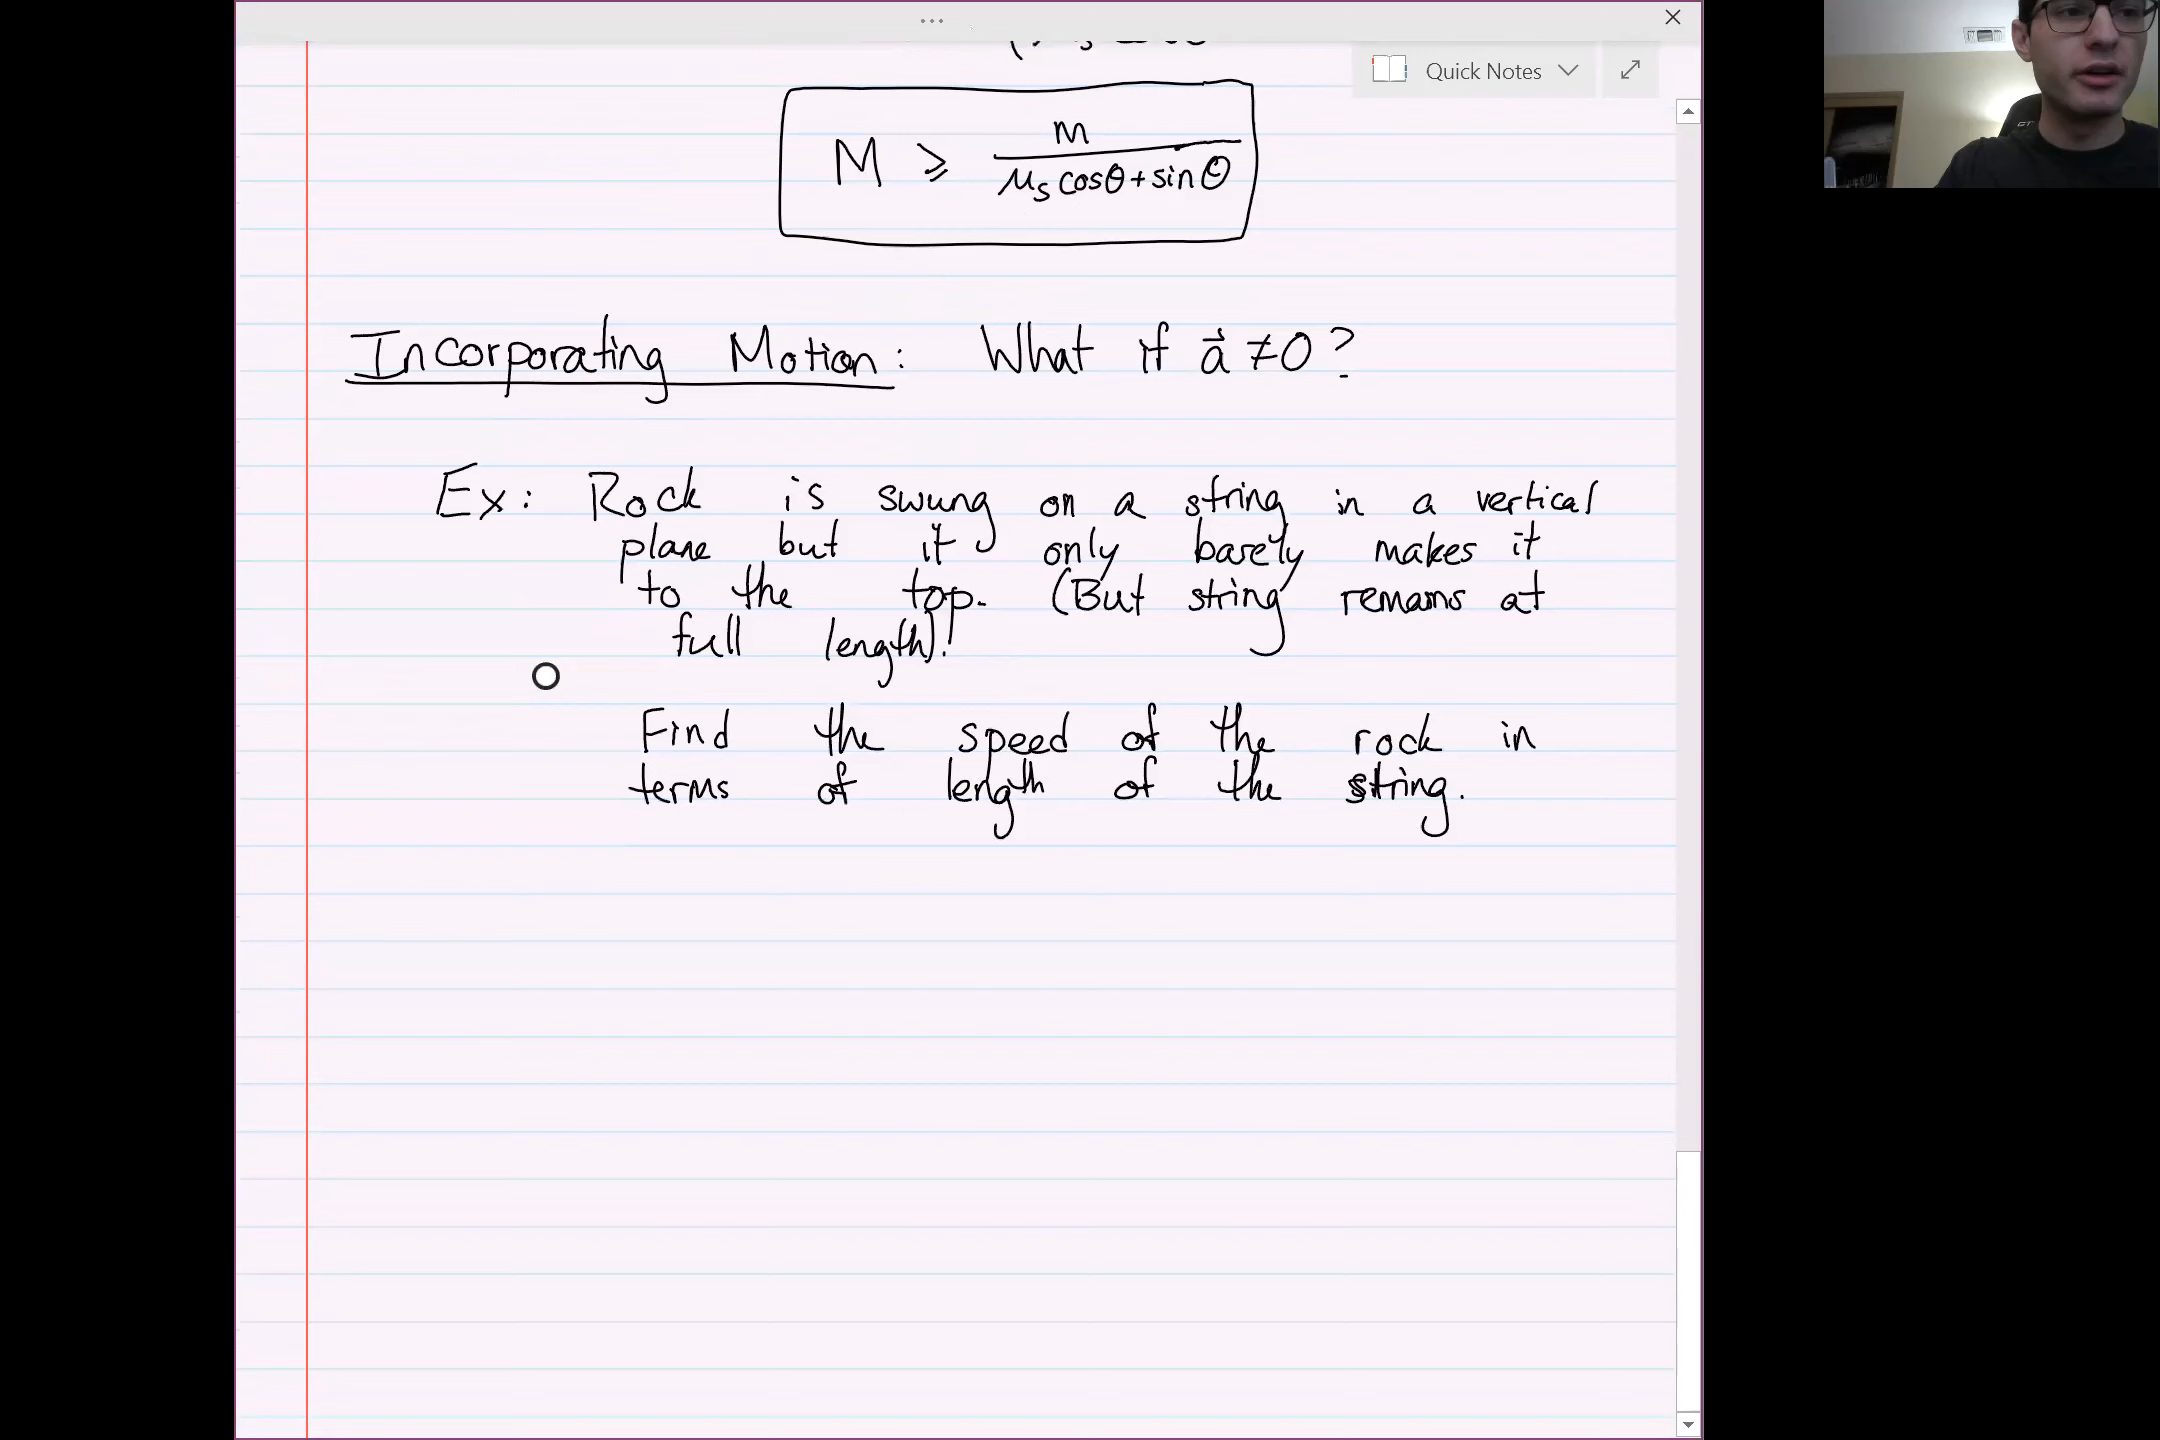 Quick Notes
M ≥ m / μs cosθ + sinθ
Incorporating Motion: What if a⃗ ≠ 0?
Ex: Rock is swung on a string in a vertical
plane but it only barely makes it
to the top. (But string remains at
full length)!
Find the speed of the rock in
terms of length of the string.